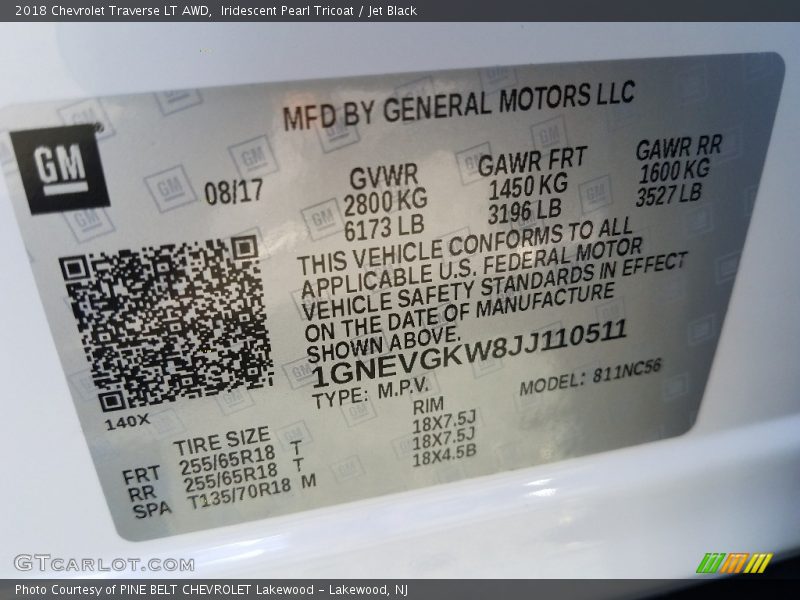 2018 Chevrolet Traverse LT AWD,  Iridescent Pearl Tricoat / Jet Black
MFD BY GENERAL MOTORS LLC
GM
08/17
GVWR
2800 KG
6173 LB
GAWR FRT
1450 KG
3196 LB
GAWR RR
1600 KG
3527 LB
THIS VEHICLE CONFORMS TO ALL
APPLICABLE U.S. FEDERAL MOTOR
VEHICLE SAFETY STANDARDS IN EFFECT
ON THE DATE OF MANUFACTURE
SHOWN ABOVE.
1GNEVGKW8JJ110511
TYPE: M.P.V.
MODEL: 811NC56
140X
TIRE SIZE
RIM
FRT 255/65R18 T 18X7.5J
RR 255/65R18 T 18X7.5J
SPA T135/70R18 M 18X4.5B
GTCARLOT.COM
Photo Courtesy of PINE BELT CHEVROLET Lakewood - Lakewood, NJ